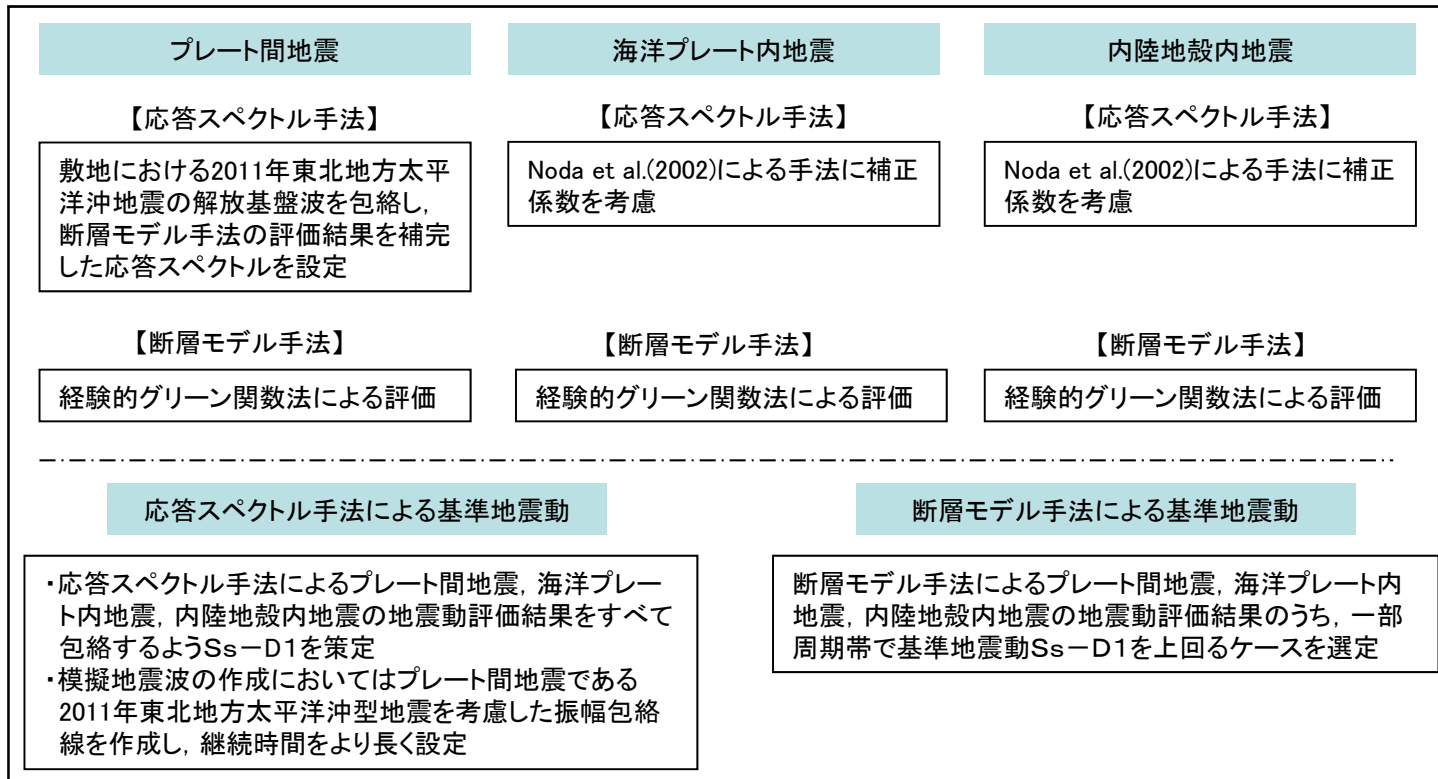 プレート間地震
【応答スペクトル手法】
敷地における2011年東北地方太平
洋沖地震の解放基盤波を包絡し,
断層モデル手法の評価結果を補完
した応答スペクトルを設定
【断層モデル手法】
経験的グリーン関数法による評価
海洋プレート内地震
【応答スペクトル手法】
Noda et al.(2002)による手法に補正
係数を考慮
【断層モデル手法】
経験的グリーン関数法による評価
内陸地殻内地震
【応答スペクトル手法】
Noda et al.(2002)による手法に補正
係数を考慮
【断層モデル手法】
経験的グリーン関数法による評価
応答スペクトル手法による基準地震動
・応答スペクトル手法によるプレート間地震, 海洋プレー
ト内地震, 内陸地殻内地震の地震動評価結果をすべて
包絡するようSs-D1を策定
・模擬地震波の作成においてはプレート間地震である
2011年東北地方太平洋沖型地震を考慮した振幅包絡
線を作成し, 継続時間をより長く設定
断層モデル手法による基準地震動
断層モデル手法によるプレート間地震, 海洋プレート内
地震, 内陸地殻内地震の地震動評価結果のうち, 一部
周期帯で基準地震動Ss-D1を上回るケースを選定